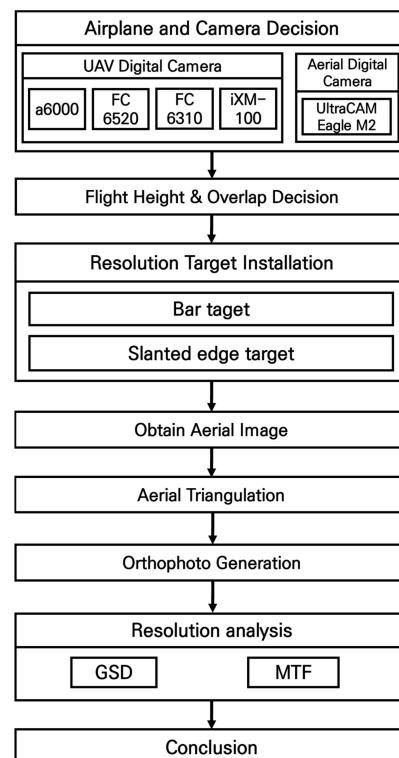 Airplane and Camera Decision
UAV Digital Camera
a6000
FC
6520
FC
6310
iXM-
100
Aerial Digital
Camera
UltraCAM
Eagle M2
Flight Height & Overlap Decision
Resolution Target Installation
Bar taget
Slanted edge target
Obtain Aerial Image
Aerial Triangulation
Orthophoto Generation
Resolution analysis
GSD
MTF
Conclusion